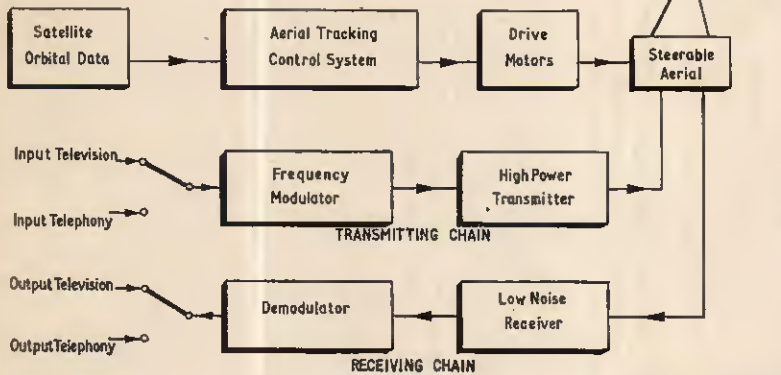 Satellite
Orbital Data
Aerial Tracking
Control System
Drive
Motors
Steerable
Aerial
Input Television
Input Telephony
Frequency
Modulator
High Power
Transmitter
TRANSMITTING CHAIN
Output Television
Output Telephony
Demodulator
Low Noise
Receiver
RECEIVING CHAIN